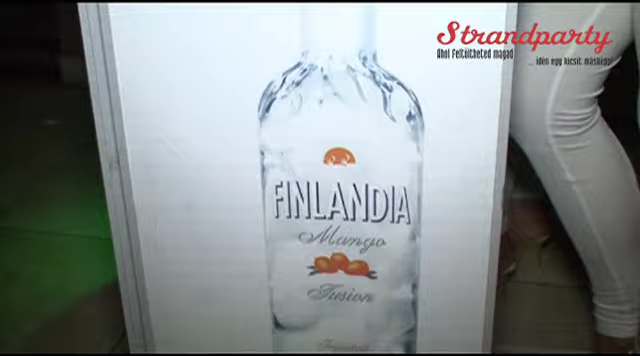 Strandparty
Ahol Feltöltheted magad
... idén egy kicsit másképp!
FINLANDIA
Mango
Fusion